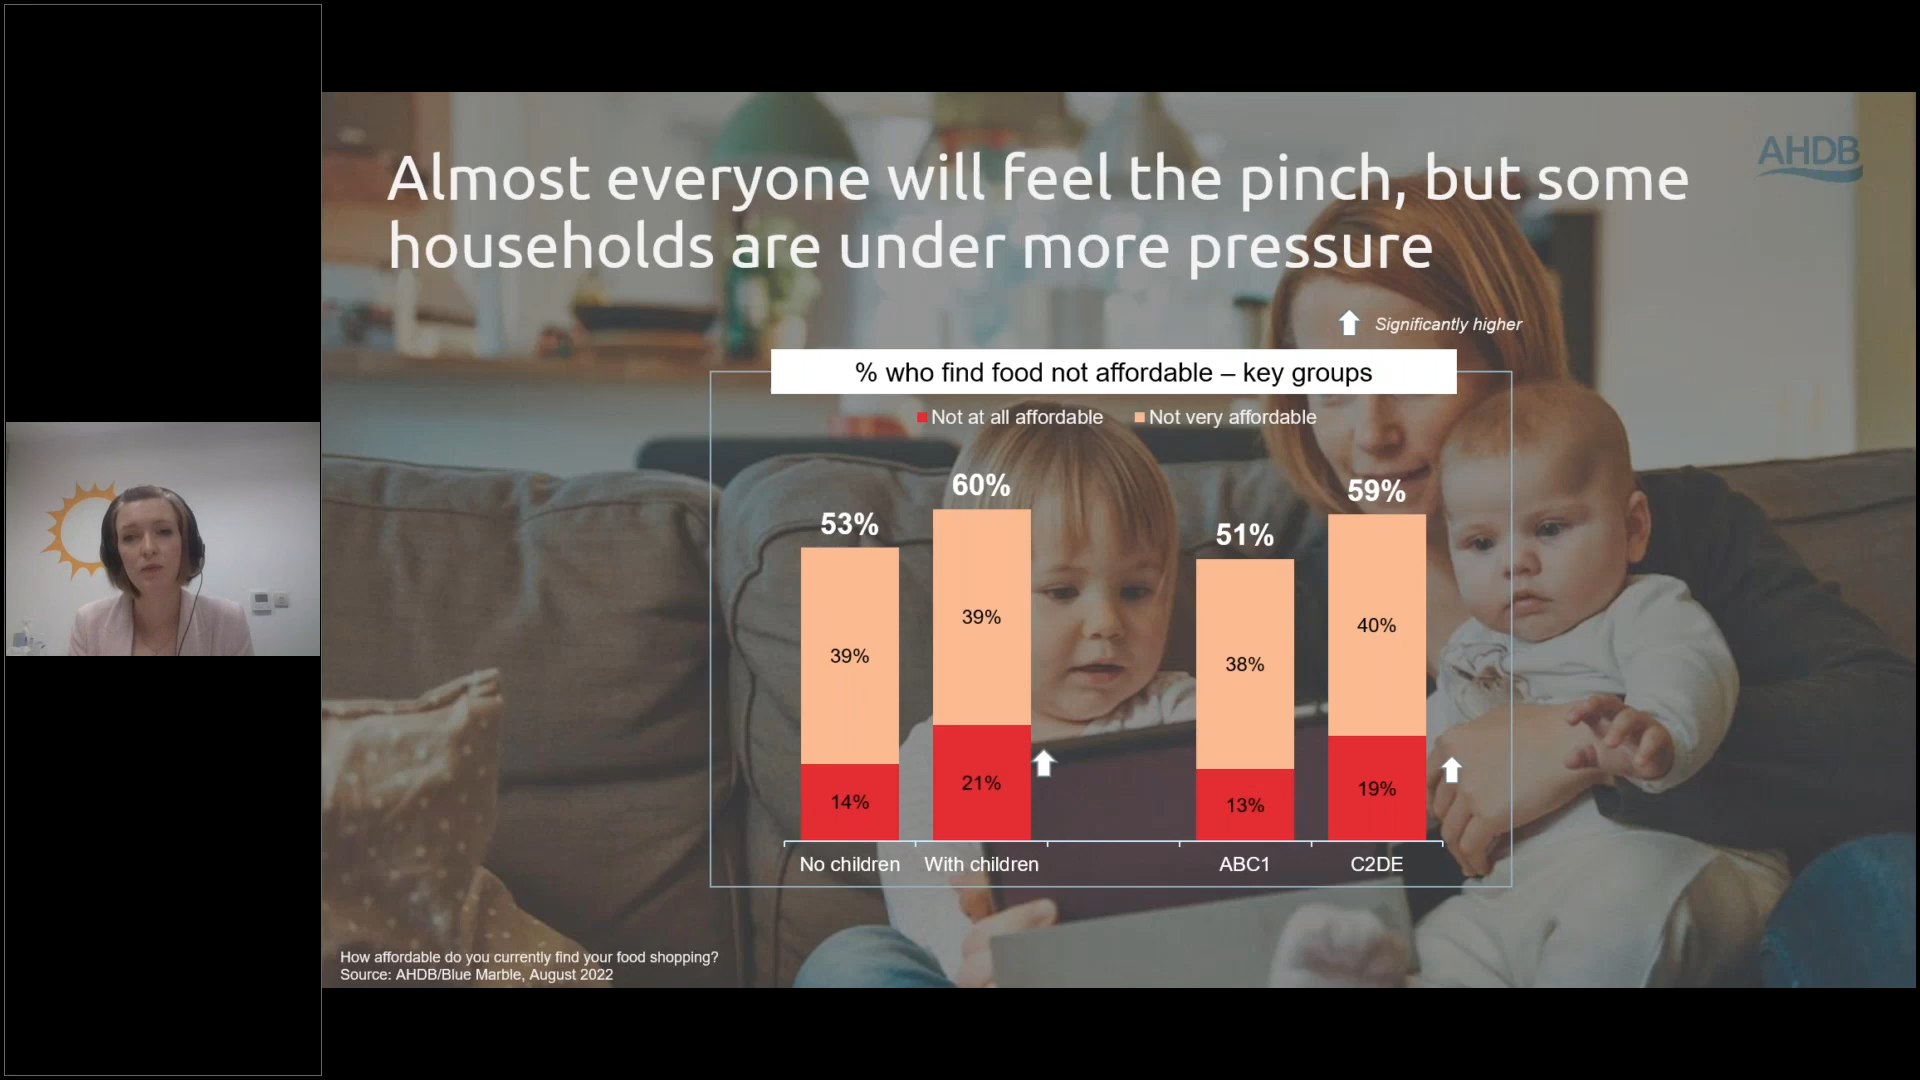 AHDB
Almost everyone will feel the pinch, but some
households are under more pressure
Significantly higher
% who find food not affordable – key groups
Not at all affordable Not very affordable
53% 60% 51% 59%
39% 39% 38% 40%
14% 21% 13% 19%
No children With children ABC1 C2DE
How affordable do you currently find your food shopping?
Source: AHDB/Blue Marble, August 2022